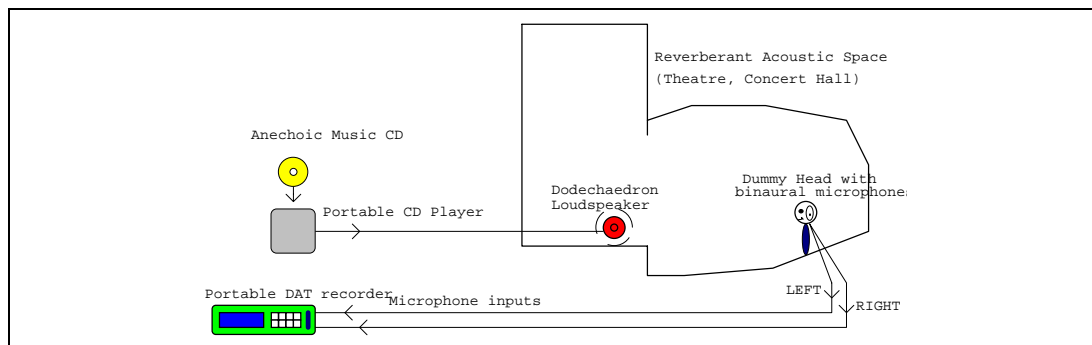 Reverberant Acoustic Space
(Theatre, Concert Hall)
Anechoic Music CD
Dodechaedron
Loudspeaker
Dummy Head with
binaural microphone
Portable CD Player
LEFT
RIGHT
Portable DAT recorder
Microphone inputs